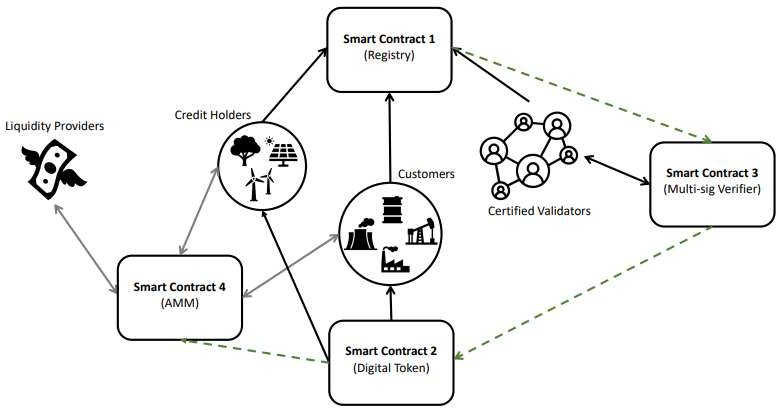 Smart Contract 1
(Registry)
Credit Holders
Liquidity Providers
Customers
Smart Contract 3
(Multi-sig Verifier)
Certified Validators
Smart Contract 4
(AMM)
Smart Contract 2
(Digital Token)